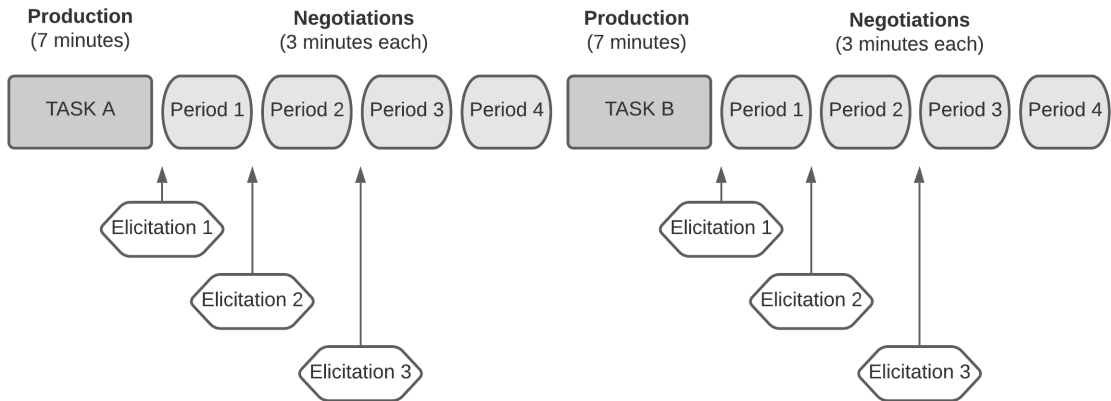 Production
(7 minutes)
Negotiations
(3 minutes each)
Production
(7 minutes)
Negotiations
(3 minutes each)
TASK A
Period 1
Period 2
Period 3
Period 4
TASK B
Period 1
Period 2
Period 3
Period 4
Elicitation 1
Elicitation 1
Elicitation 2
Elicitation 2
Elicitation 3
Elicitation 3